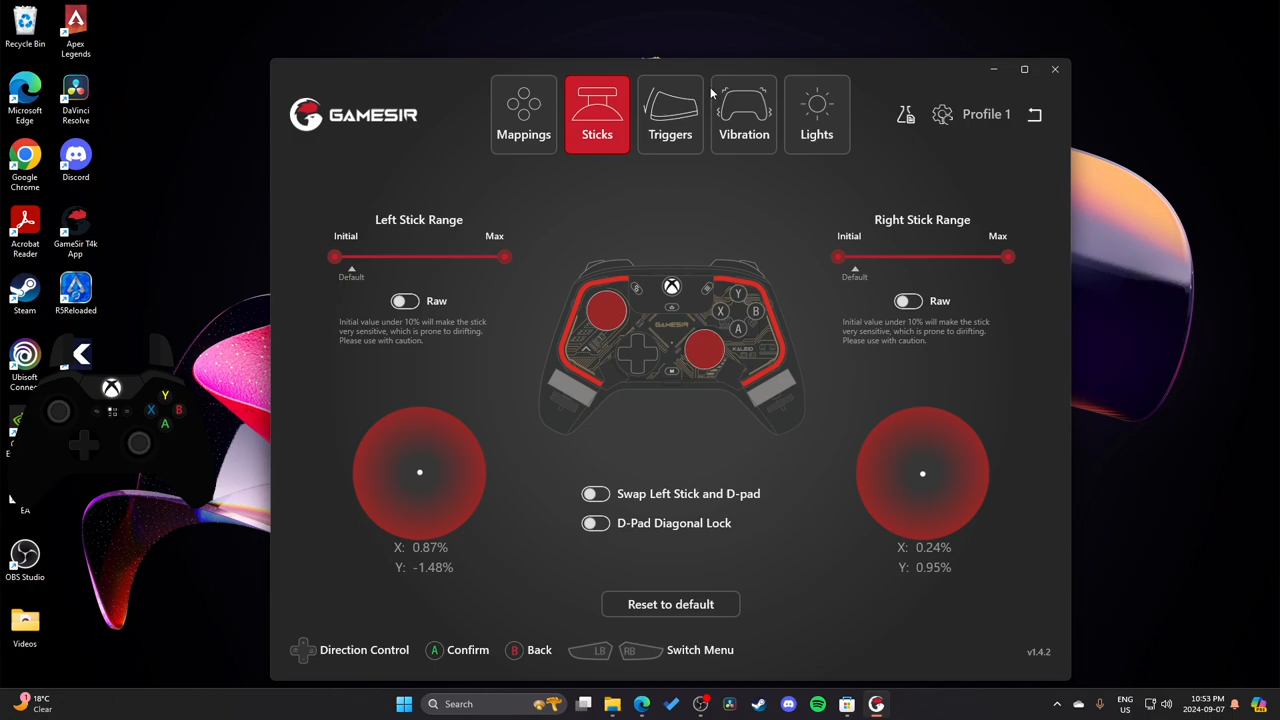 Recycle Bin
Apex
Legends
Microsoft
Edge
DaVinci
Resolve
Google
Chrome
Discord
Acrobat
Reader
GameSir T4k
App
Steam
R5Reloaded
Ubisoft
Connec
EA
OBS Studio
Videos
X
Y
B
A
GAMESIR
Mappings
Sticks
Triggers
Vibration
Lights
Profile 1
Left Stick Range
Initial
Max
Default
Raw
Initial value under 10% will make the stick
very sensitive, which is prone to drifting.
Please use with caution.
Right Stick Range
Initial
Max
Default
Raw
Initial value under 10% will make the stick
very sensitive, which is prone to drifting.
Please use with caution.
GAMESIR
Y
X
B
A
KALEID
X: 0.87%
Y: -1.48%
Swap Left Stick and D-pad
D-Pad Diagonal Lock
X: 0.24%
Y: 0.95%
Reset to default
Direction Control
A Confirm
B Back
LB
RB
Switch Menu
v1.4.2
1
18°C
Clear
Search
ENG
US
10:53 PM
2024-09-07